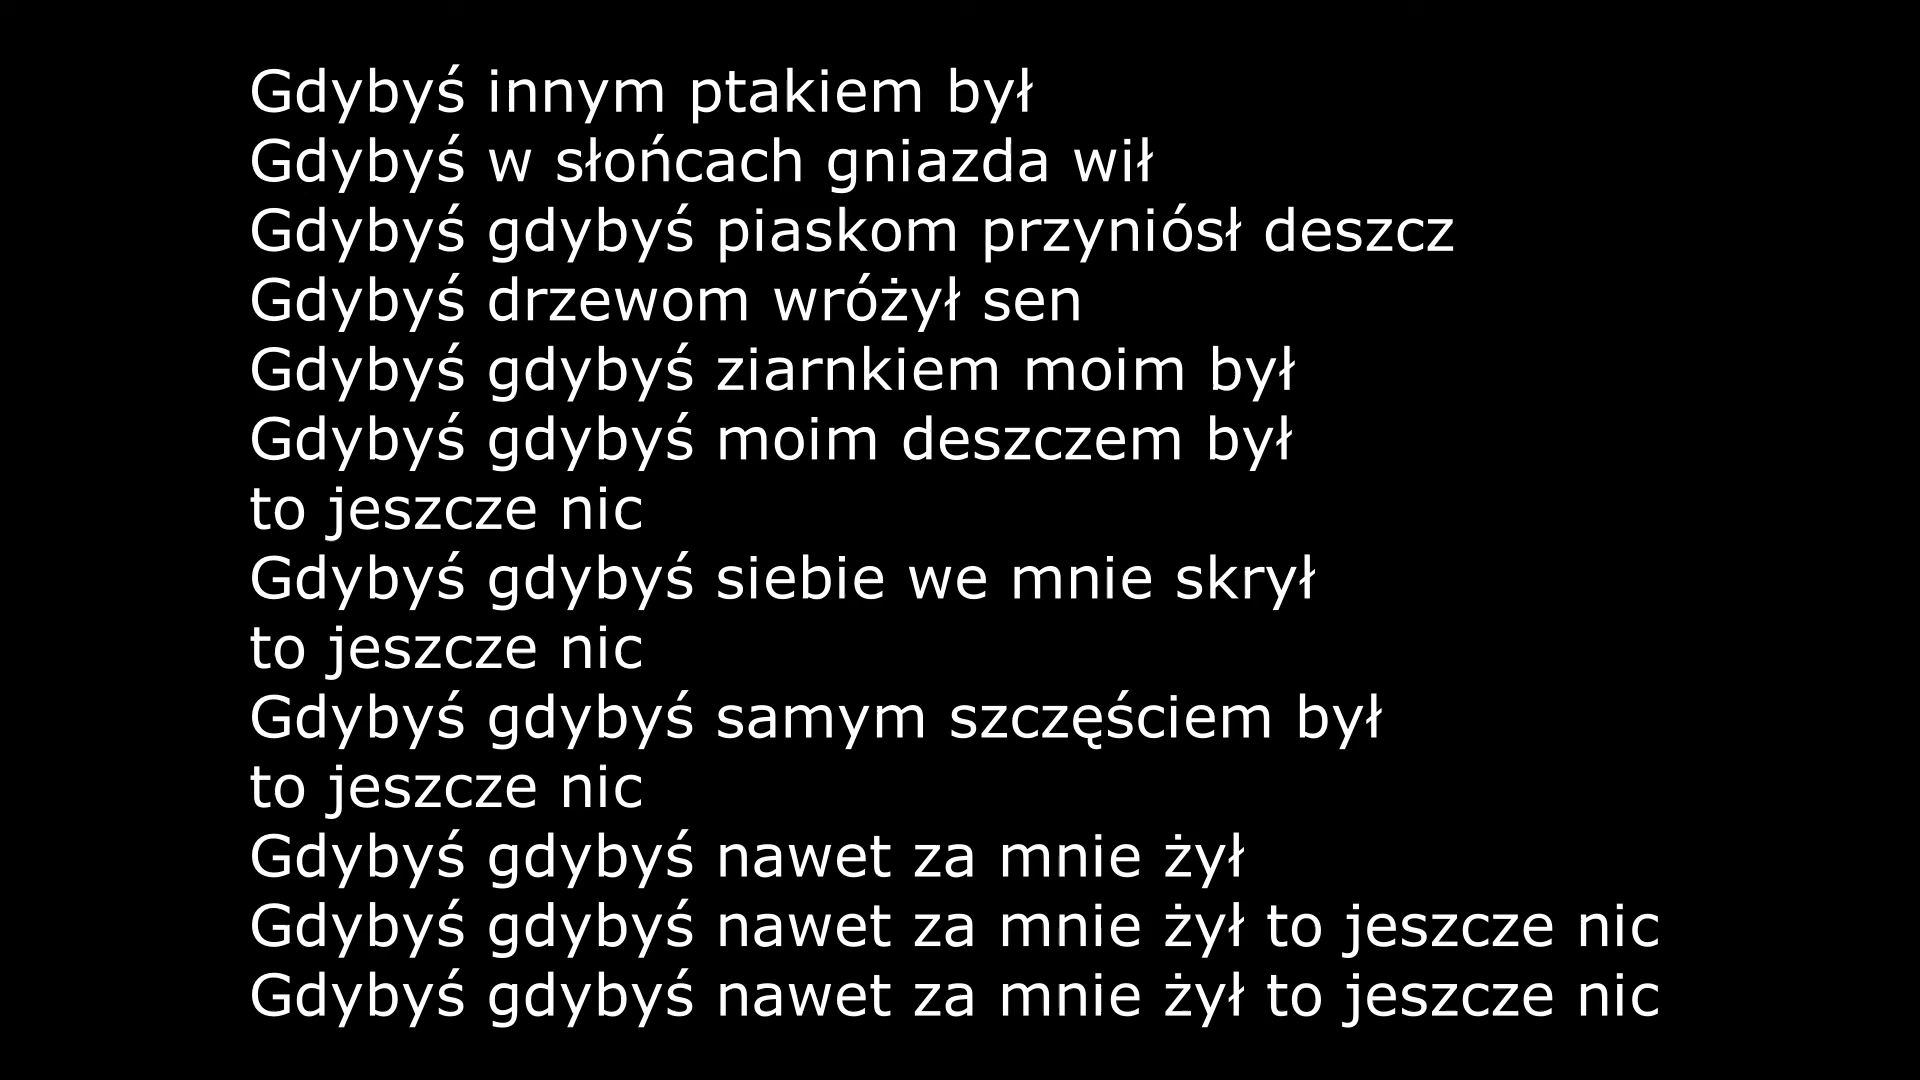 Gdybyś innym ptakiem był
Gdybyś w słońcach gniazda wił
Gdybyś gdybyś piaskom przyniósł deszcz
Gdybyś drzewom wróżył sen
Gdybyś gdybyś ziarnkiem moim był
Gdybyś gdybyś moim deszczem był
to jeszcze nic
Gdybyś gdybyś siebie we mnie skrył
to jeszcze nic
Gdybyś gdybyś samym szczęściem był
to jeszcze nic
Gdybyś gdybyś nawet za mnie żył
Gdybyś gdybyś nawet za mnie żył to jeszcze nic
Gdybyś gdybyś nawet za mnie żył to jeszcze nic